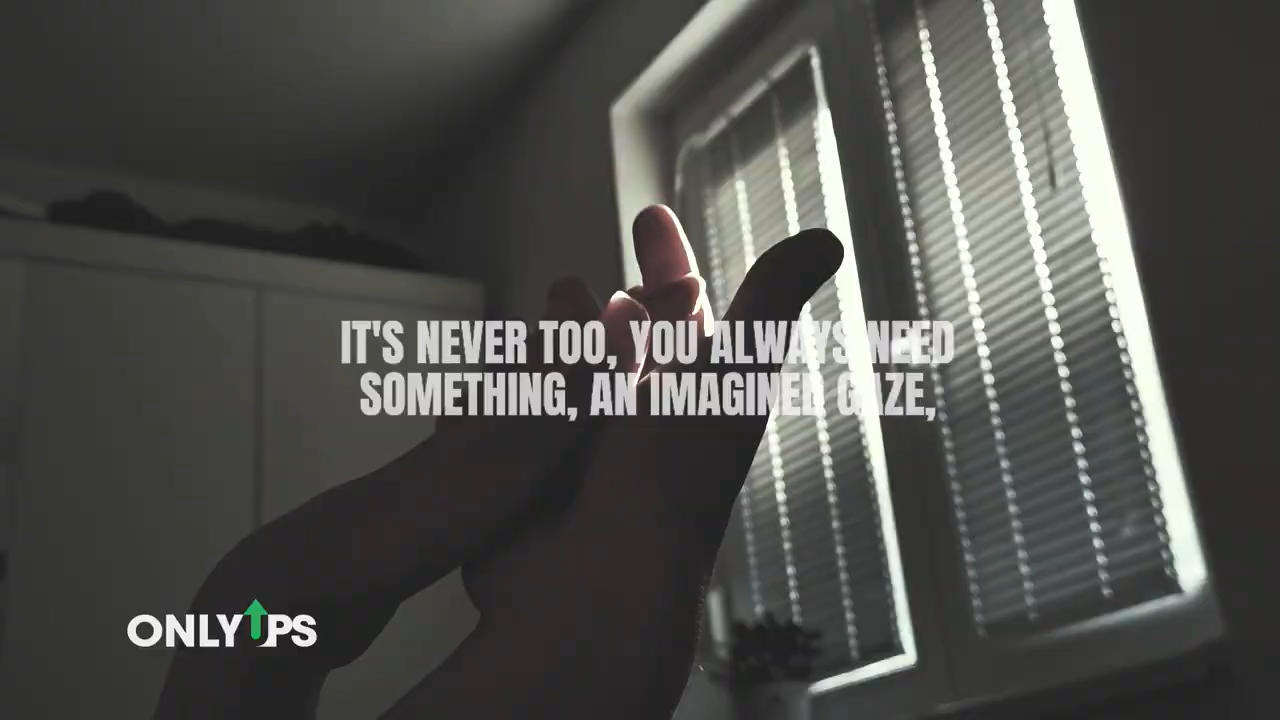 IT'S NEVER TOO, YOU ALWAYS NEED
SOMETHING, AN IMAGINED GAZE,
ONLYUPS